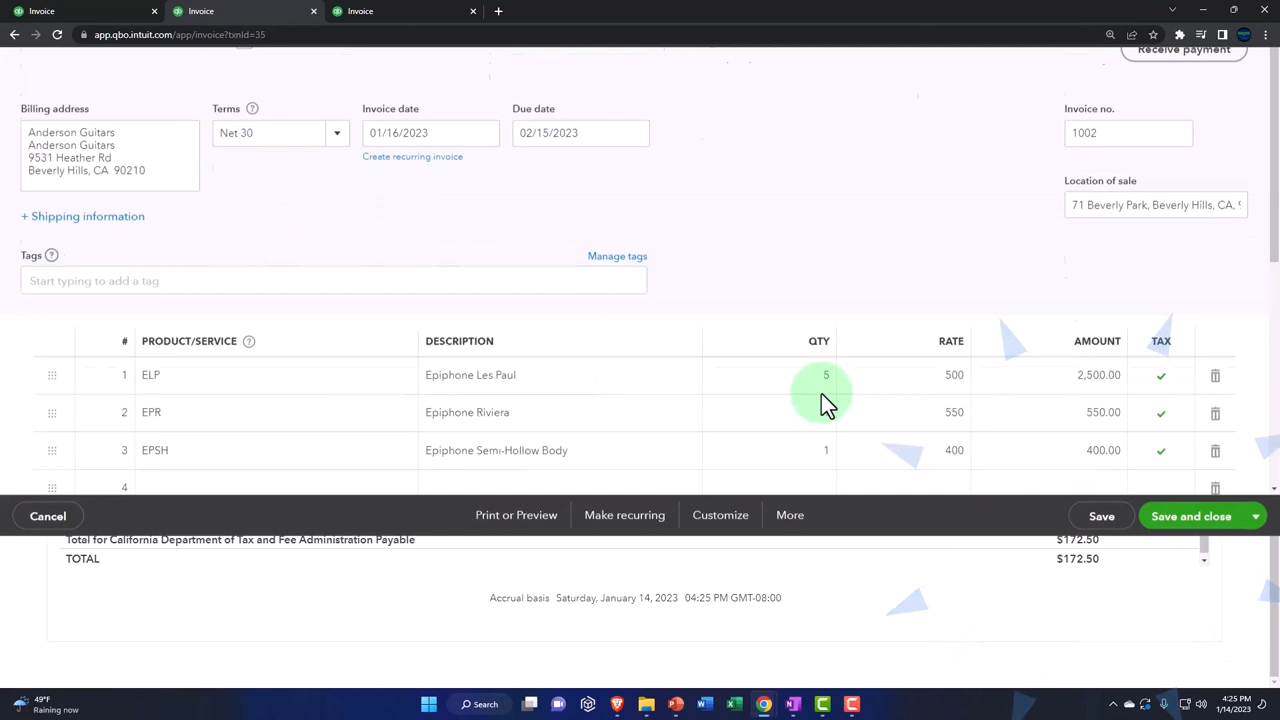 Invoice
Invoice
Invoice
app.qbo.intuit.com/app/invoice?txnId=35
Receive payment
Billing address
Terms
Invoice date
Due date
Invoice no.
Anderson Guitars
Anderson Guitars
9531 Heather Rd
Beverly Hills, CA 90210
Net 30
01/16/2023
02/15/2023
1002
Create recurring invoice
Location of sale
71 Beverly Park, Beverly Hills, CA,
+ Shipping information
Tags
Manage tags
Start typing to add a tag
# PRODUCT/SERVICE DESCRIPTION QTY RATE AMOUNT TAX
1 ELP Epiphone Les Paul 5 500 2,500.00
2 EPR Epiphone Riviera 550 550.00
3 EPSH Epiphone Semi-Hollow Body 1 400 400.00
4
Cancel Print or Preview Make recurring Customize More Save Save and close
Total for California Department of Tax and Fee Administration Payable $172.50
TOTAL $172.50
Accrual basis Saturday, January 14, 2023 04:25 PM GMT-08:00
49°F
Raining now
Search
4:25 PM
1/14/2023